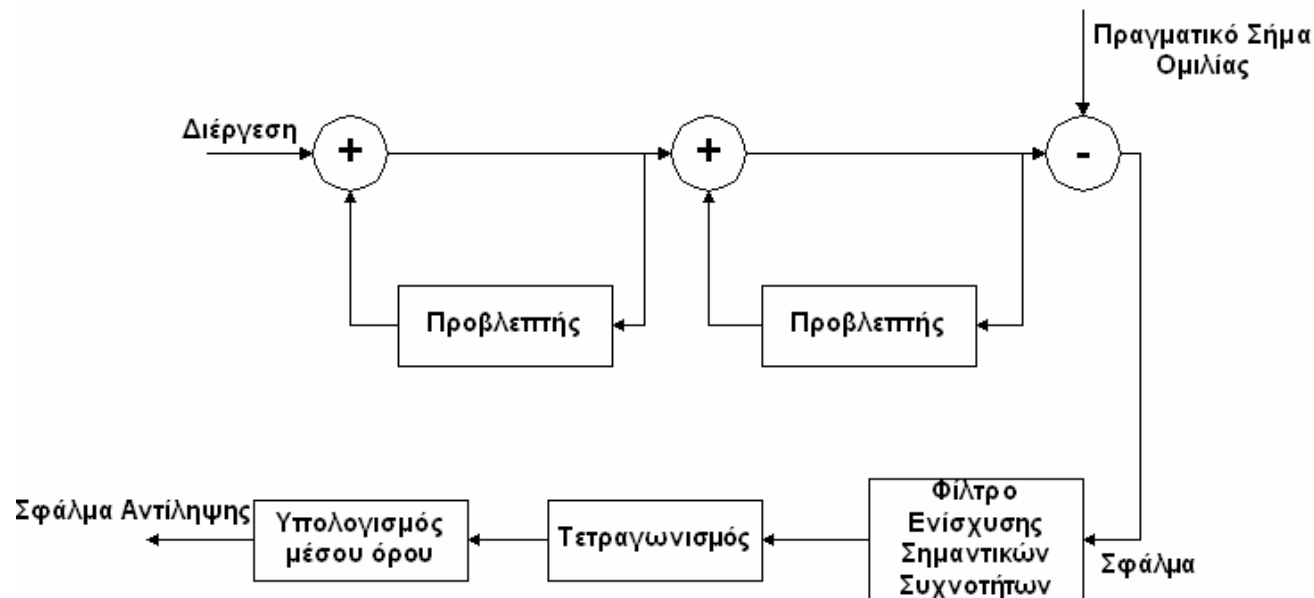 Πραγματικό Σήμα
Ομιλίας
Διέργεση
+
+
-
Προβλεπτής
Προβλεπτής
Σφάλμα Αντίληψης
Υπολογισμός
μέσου όρου
Τετραγωνισμός
Φίλτρο
Ενίσχυσης
Σημαντικών
Συχνοτήτων
Σφάλμα